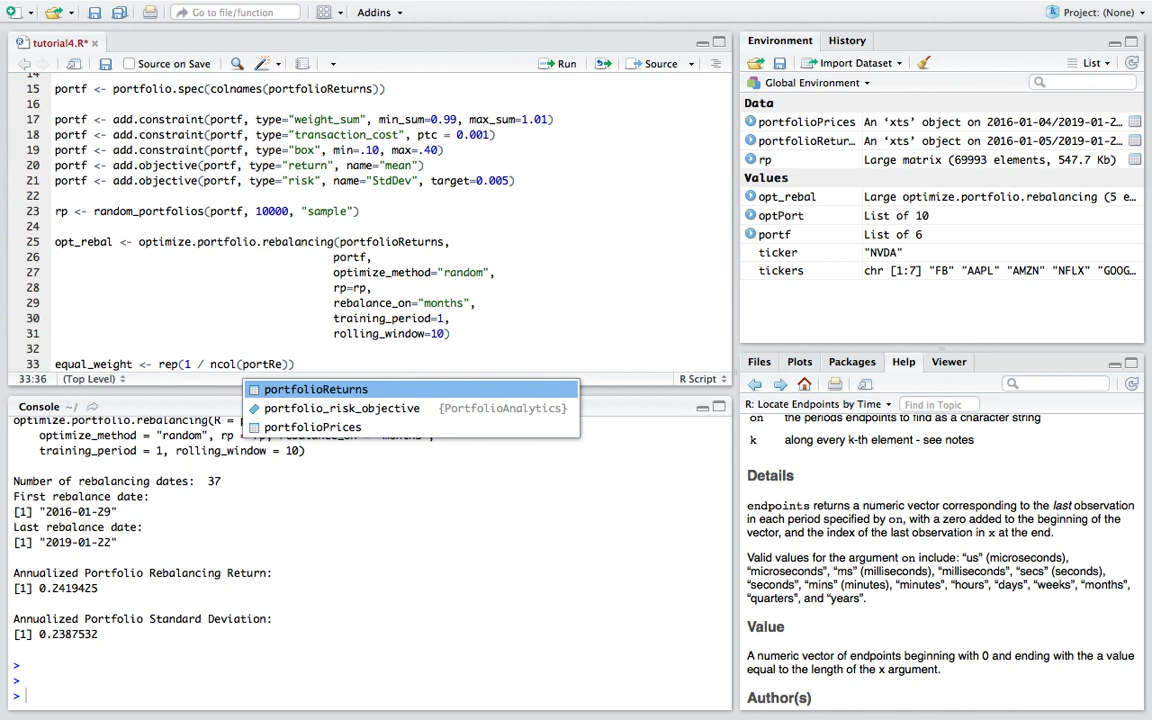 Go to file/function
Addins
Project: (None)
tutorial4.R*
Source on Save
Run
Source
14
15 portf <- portfolio.spec(colnames(portfolioReturns))
16
17 portf <- add.constraint(portf, type="weight_sum", min_sum=0.99, max_sum=1.01)
18 portf <- add.constraint(portf, type="transaction_cost", ptc = 0.001)
19 portf <- add.constraint(portf, type="box", min=.10, max=.40)
20 portf <- add.objective(portf, type="return", name="mean")
21 portf <- add.objective(portf, type="risk", name="StdDev", target=0.005)
22
23 rp <- random_portfolios(portf, 10000, "sample")
24
25 opt_rebal <- optimize.portfolio.rebalancing(portfolioReturns,
26 portf,
27 optimize_method="random",
28 rp=rp,
29 rebalance_on="months",
30 training_period=1,
31 rolling_window=10)
32
33 equal_weight <- rep(1 / ncol(portRe))
33:36 (Top Level) R Script
portfolioReturns
portfolio_risk_objective {PortfolioAnalytics}
portfolioPrices
Console ~/
optimize.portfolio.rebalancing(R = p
optimize_method = "random", rp = rp, rebalance_on = "months",
training_period = 1, rolling_window = 10)
Number of rebalancing dates: 37
First rebalance date:
[1] "2016-01-29"
Last rebalance date:
[1] "2019-01-22"
Annualized Portfolio Rebalancing Return:
[1] 0.2419425
Annualized Portfolio Standard Deviation:
[1] 0.2387532
>
>
>
Environment History
Import Dataset List
Global Environment
Data
portfolioPrices An ‘xts’ object on 2016-01-04/2019-01-2…
portfolioRetur… An ‘xts’ object on 2016-01-05/2019-01-2…
rp Large matrix (69993 elements, 547.7 Kb)
Values
opt_rebal Large optimize.portfolio.rebalancing (5 e…
optPort List of 10
portf List of 6
ticker "NVDA"
tickers chr [1:7] "FB" "AAPL" "AMZN" "NFLX" "GOOG…
Files Plots Packages Help Viewer
R: Locate Endpoints by Time Find in Topic
on the periods endpoints to find as a character string
k along every k-th element - see notes
Details
endpoints returns a numeric vector corresponding to the last observation
in each period specified by on, with a zero added to the beginning of the
vector, and the index of the last observation in x at the end.
Valid values for the argument on include: “us” (microseconds),
“microseconds”, “ms” (milliseconds), “milliseconds”, “secs” (seconds),
“seconds”, “mins” (minutes), “minutes”, “hours”, “days”, “weeks”, “months”,
“quarters”, and “years”.
Value
A numeric vector of endpoints beginning with 0 and ending with the a value
equal to the length of the x argument.
Author(s)